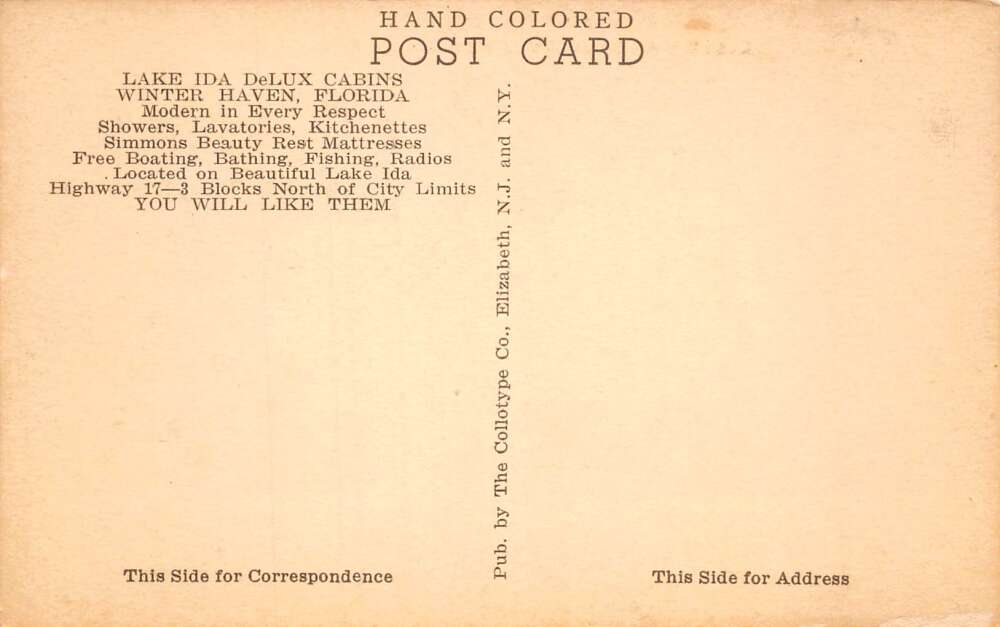 HAND COLORED
POST CARD
LAKE IDA DeLUX CABINS
WINTER HAVEN, FLORIDA
Modern in Every Respect
Showers, Lavatories, Kitchenettes
Simmons Beauty Rest Mattresses
Free Boating, Bathing, Fishing, Radios
. Located on Beautiful Lake Ida
Highway 17—3 Blocks North of City Limits
YOU WILL LIKE THEM
Pub. by The Collotype Co., Elizabeth, N.J. and N.Y.
This Side for Correspondence
This Side for Address